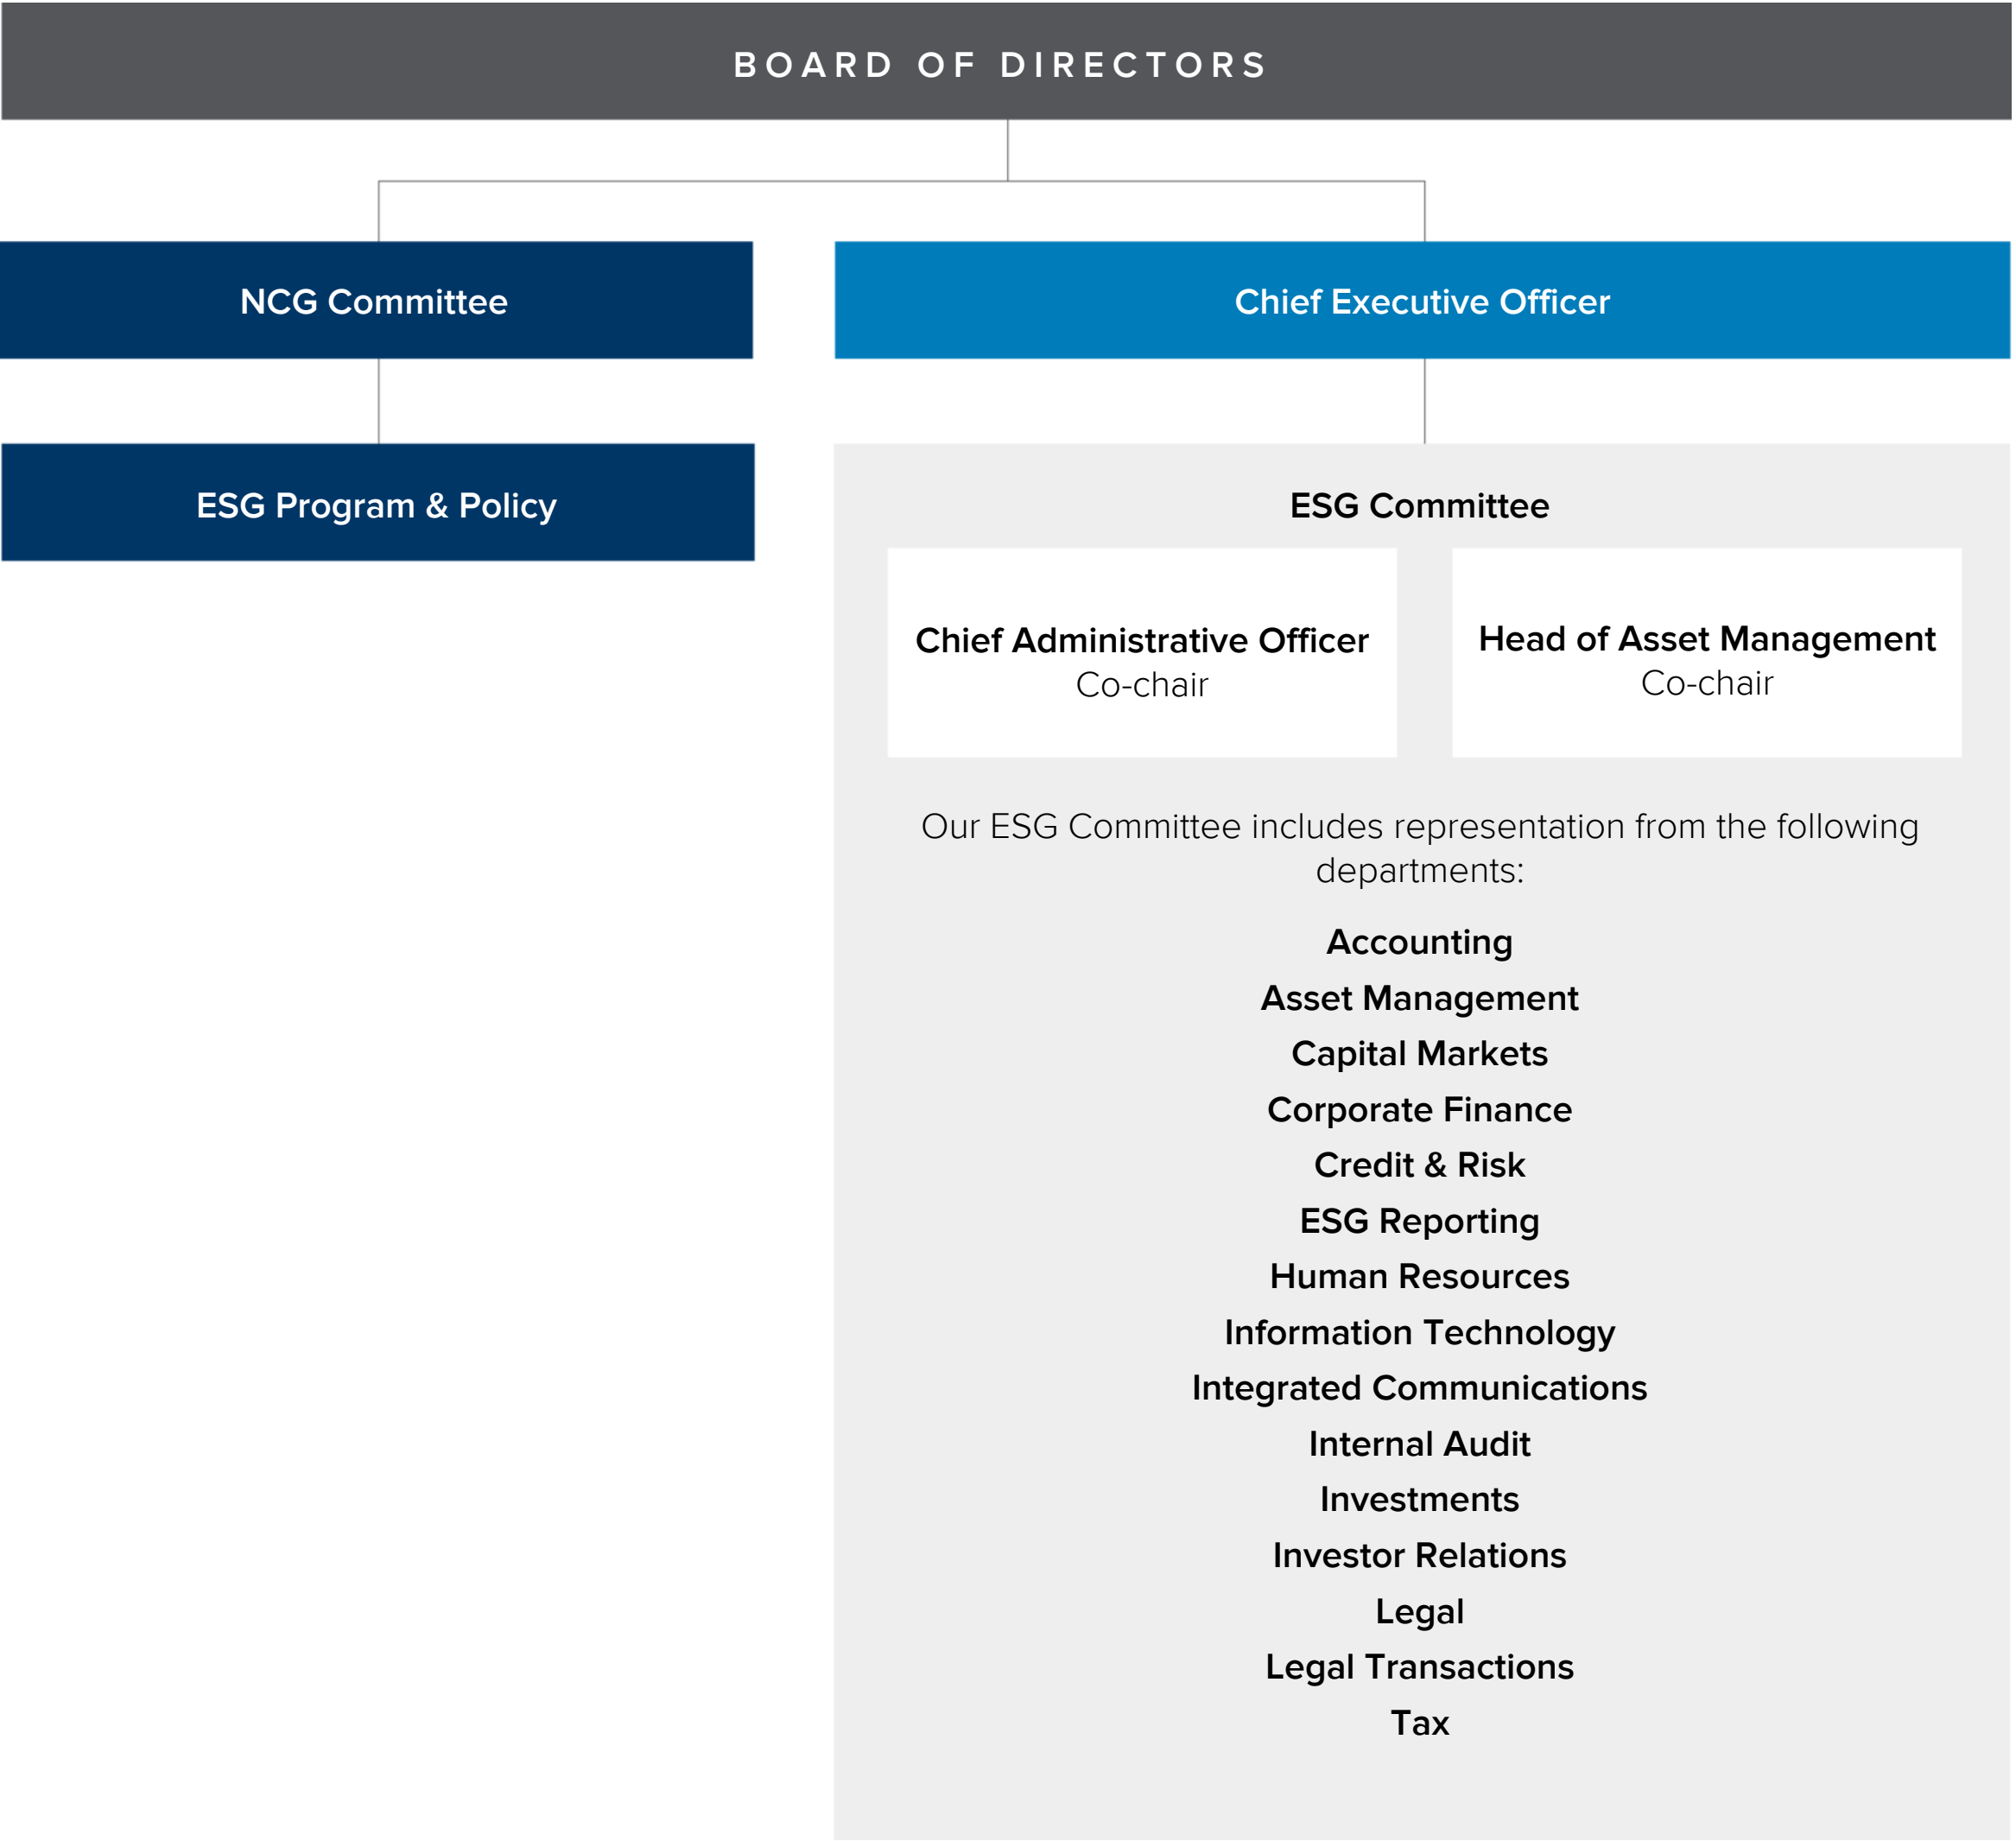 BOARD OF DIRECTORS
NCG Committee
Chief Executive Officer
ESG Program & Policy
ESG Committee
Chief Administrative Officer
Co-chair
Head of Asset Management
Co-chair
Our ESG Committee includes representation from the following
departments:
Accounting
Asset Management
Capital Markets
Corporate Finance
Credit & Risk
ESG Reporting
Human Resources
Information Technology
Integrated Communications
Internal Audit
Investments
Investor Relations
Legal
Legal Transactions
Tax